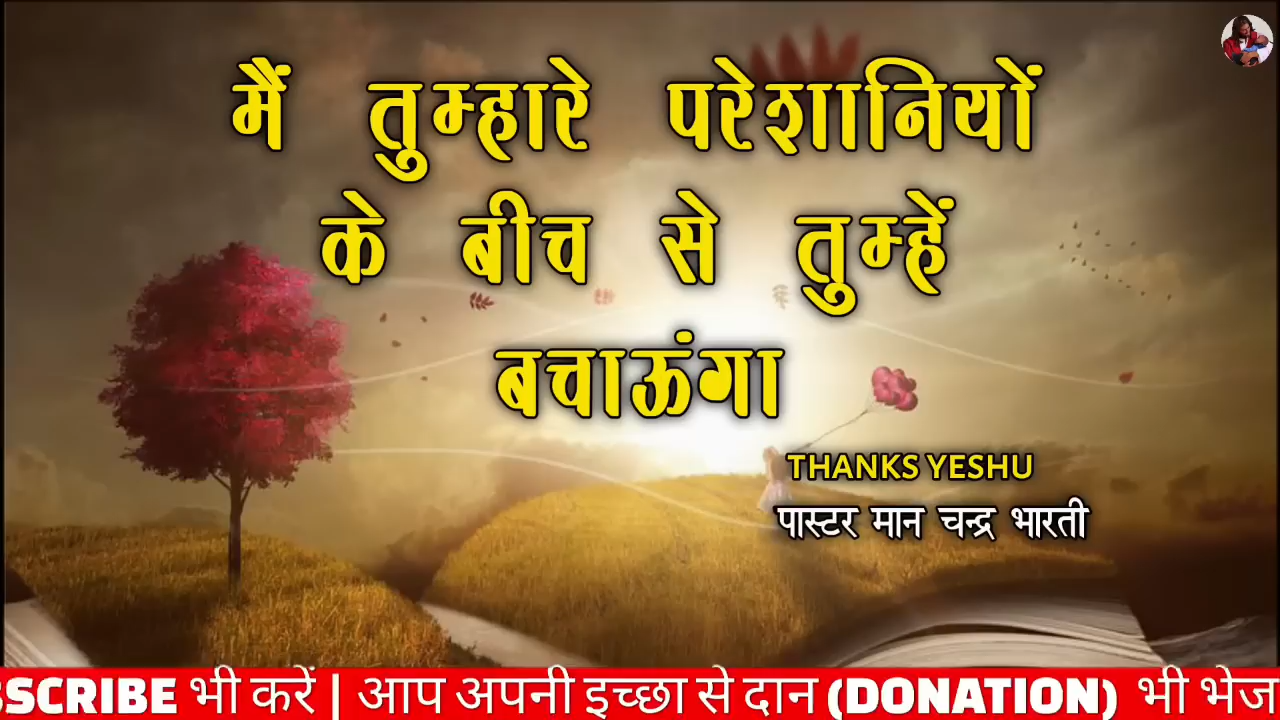 मैं तुम्हारे परेशानियों
के बीच से तुम्हें
बचाऊंगा
THANKS YESHU
पास्टर मान चन्द्र भारती
SCRIBE भी करें | आप अपनी इच्छा से दान (DONATION) भी भेज